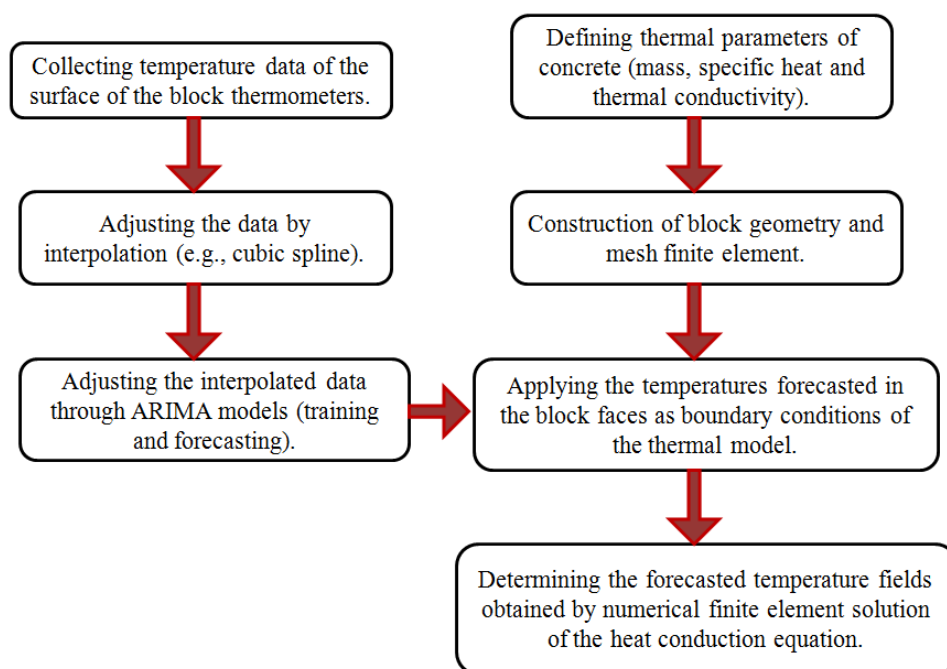 Collecting temperature data of the
surface of the block thermometers.
Adjusting the data by
interpolation (e.g., cubic spline).
Adjusting the interpolated data
through ARIMA models (training
and forecasting).
Defining thermal parameters of
concrete (mass, specific heat and
thermal conductivity).
Construction of block geometry and
mesh finite element.
Applying the temperatures forecasted in
the block faces as boundary conditions of
the thermal model.
Determining the forecasted temperature fields
obtained by numerical finite element solution
of the heat conduction equation.